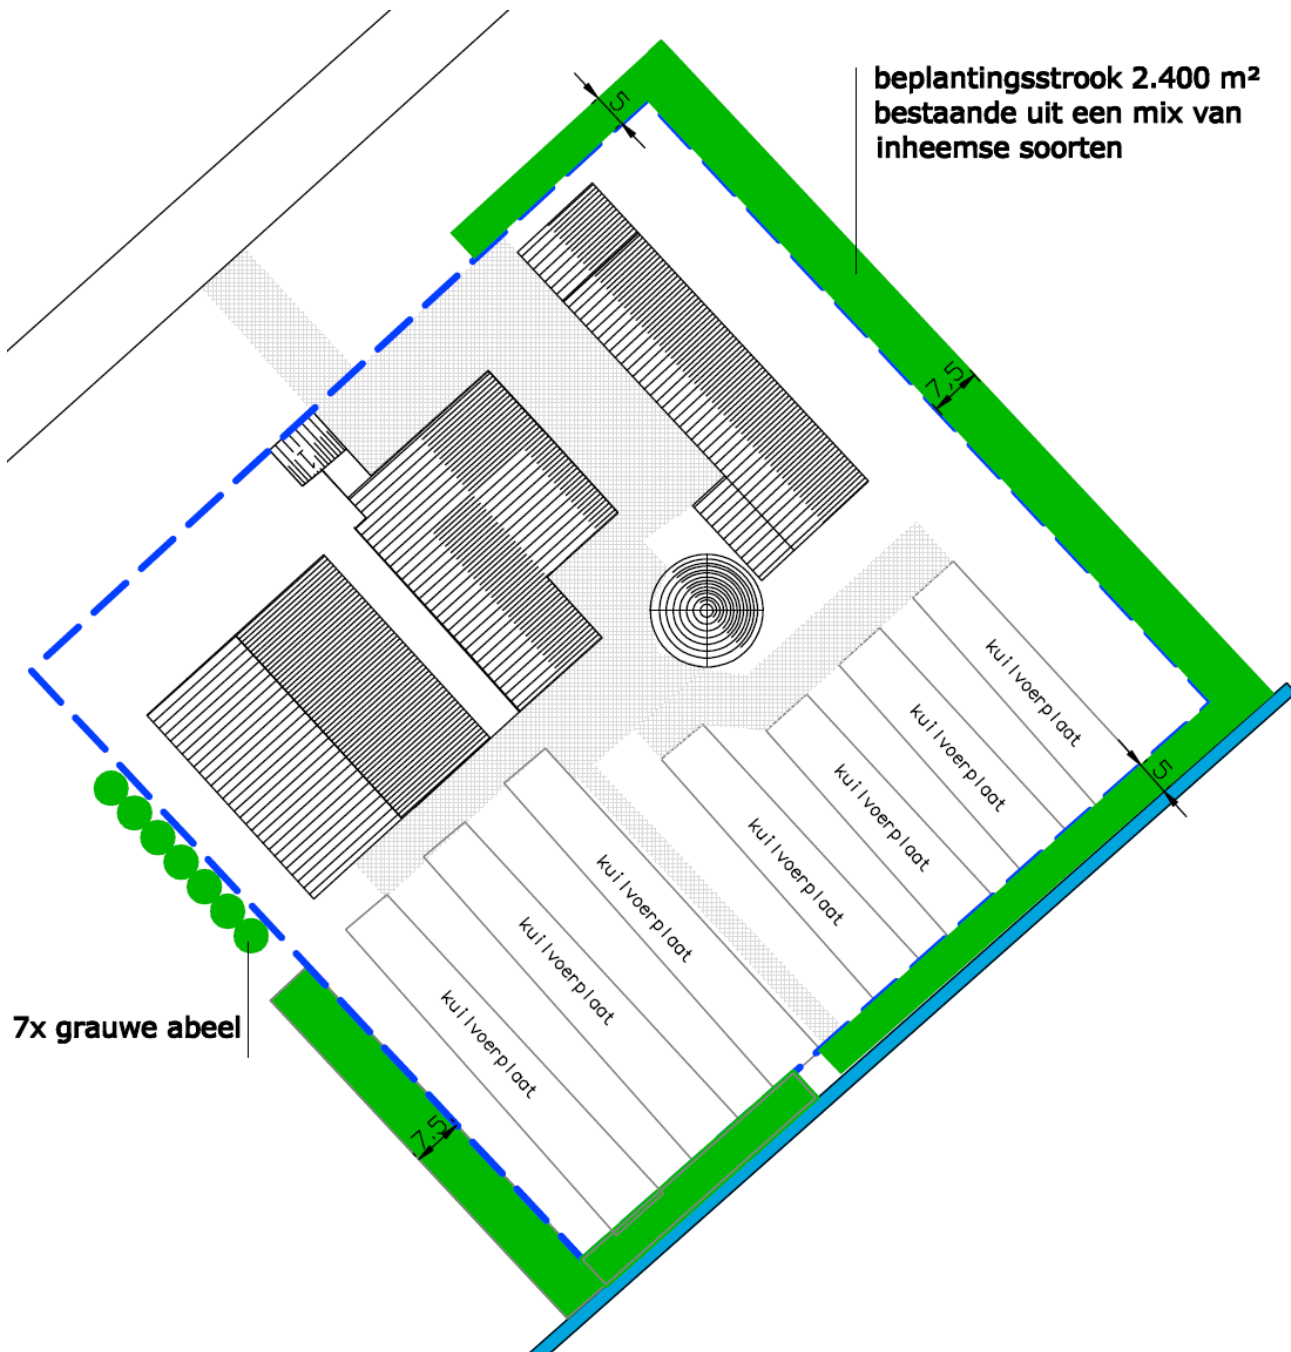 beplantingsstrook 2.400 m²
bestaande uit een mix van
inheemse soorten
5
7,5
kuilvoerplaat
kuilvoerplaat
kuilvoerplaat
kuilvoerplaat
5
kuilvoerplaat
kuilvoerplaat
kuilvoerplaat
7x grauwe abeel
7,5